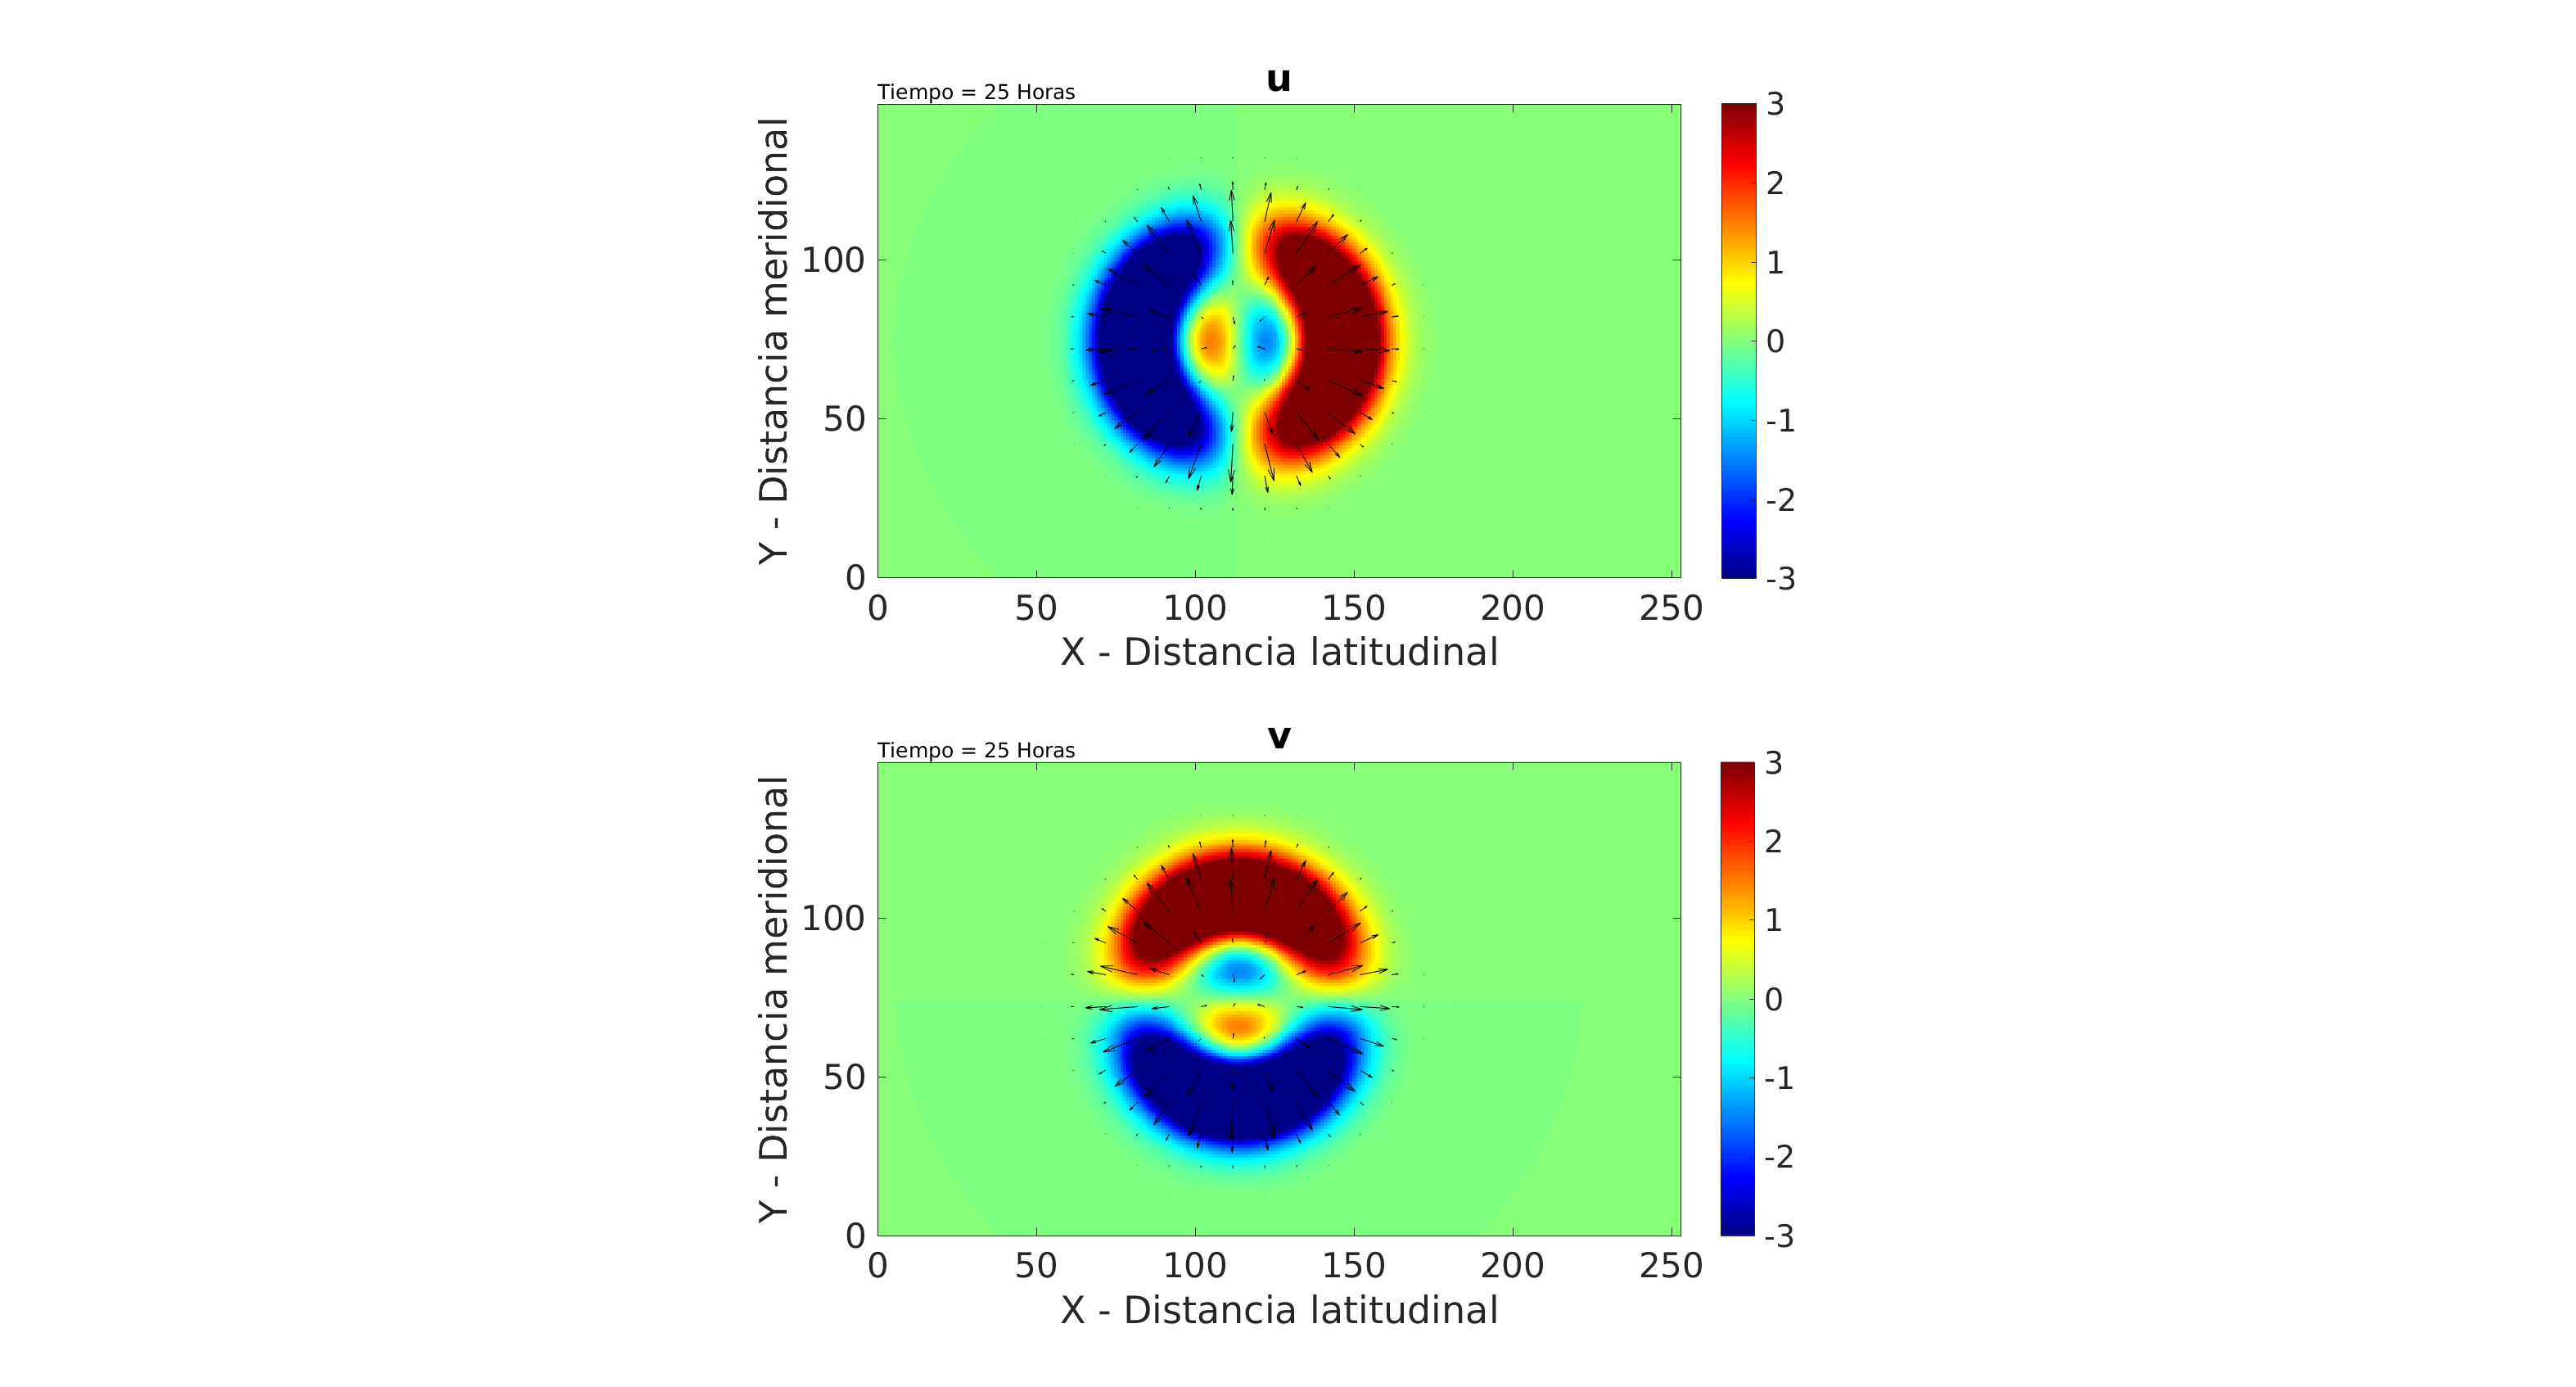 u
Tiempo = 25 Horas
3
2
1
0
-1
-2
-3
Y - Distancia meridional
100
50
0
0 50 100 150 200 250
X - Distancia latitudinal
v
Tiempo = 25 Horas
3
2
1
0
-1
-2
-3
Y - Distancia meridional
100
50
0
0 50 100 150 200 250
X - Distancia latitudinal